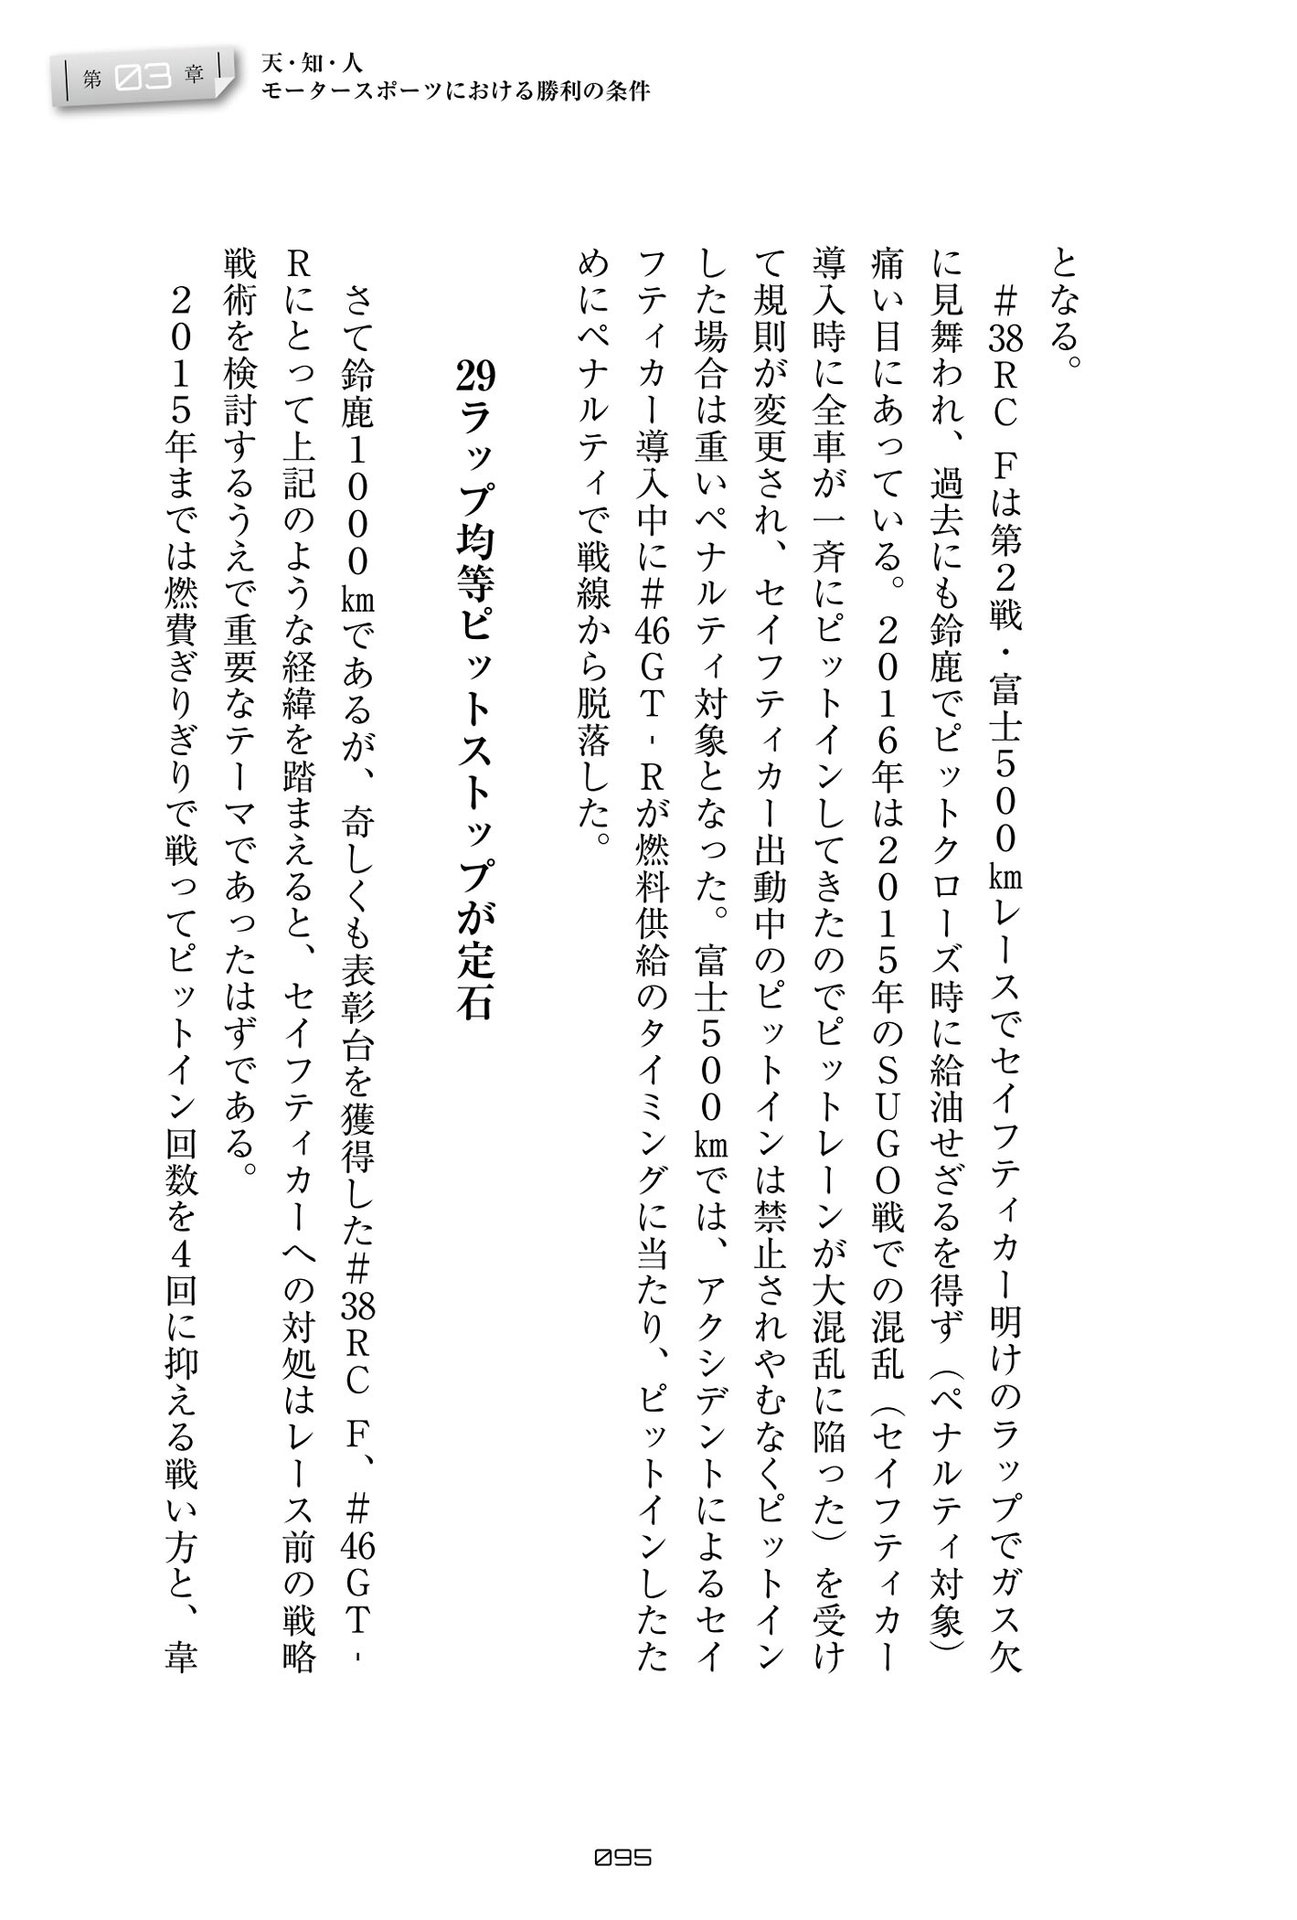 第03章
天・知・人
モータースポーツにおける勝利の条件
となる。
　＃38ＲＣ Ｆは第２戦・富士５００㎞レースでセイフティカー明けのラップでガス欠
に見舞われ、過去にも鈴鹿でピットクローズ時に給油せざるを得ず（ペナルティ対象）
痛い目にあっている。２０１６年は２０１５年のＳＵＧＯ戦での混乱（セイフティカー
導入時に全車が一斉にピットインしてきたのでピットレーンが大混乱に陥った）を受け
て規則が変更され、セイフティカー出動中のピットインは禁止されやむなくピットイン
した場合は重いペナルティ対象となった。富士５００㎞では、アクシデントによるセイ
フティカー導入中に＃46ＧＴ-Ｒが燃料供給のタイミングに当たり、ピットインしたた
めにペナルティで戦線から脱落した。
29ラップ均等ピットストップが定石
　さて鈴鹿１０００㎞であるが、奇しくも表彰台を獲得した＃38ＲＣ Ｆ、＃46ＧＴ-
Ｒにとって上記のような経緯を踏まえると、セイフティカーへの対処はレース前の戦略
戦術を検討するうえで重要なテーマであったはずである。
　２０１５年までは燃費ぎりぎりで戦ってピットイン回数を４回に抑える戦い方と、韋
095